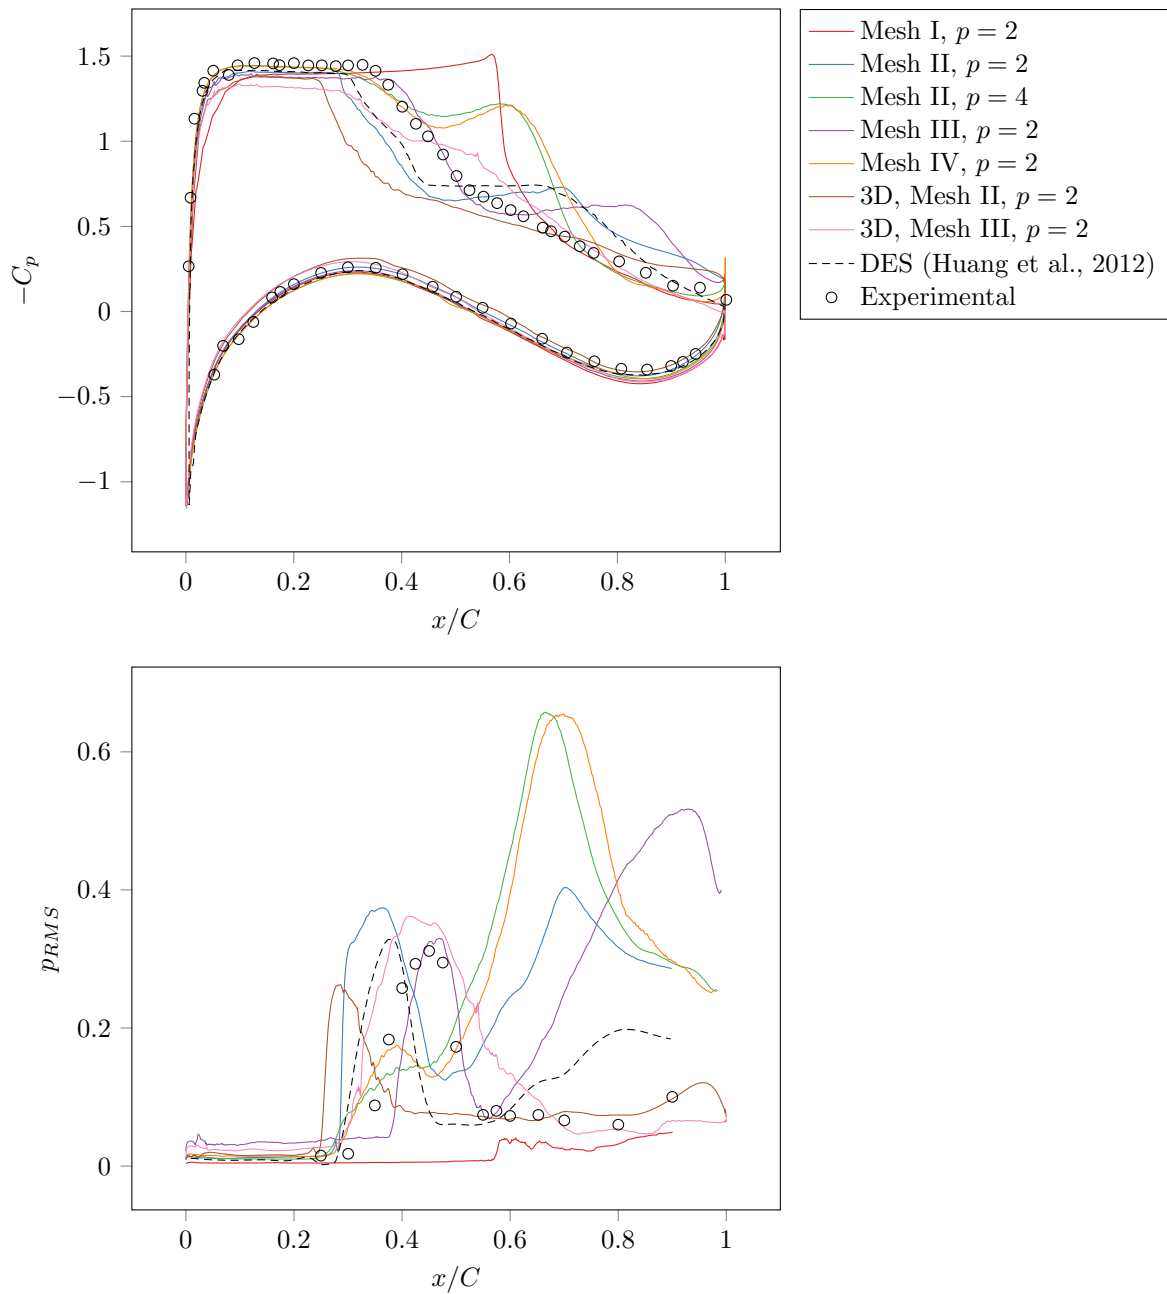 1.5
1
0.5
0
−0.5
−1
−C_p
0
0.2
0.4
0.6
0.8
1
x/C
Mesh I, p = 2
Mesh II, p = 2
Mesh II, p = 4
Mesh III, p = 2
Mesh IV, p = 2
3D, Mesh II, p = 2
3D, Mesh III, p = 2
DES (Huang et al., 2012)
Experimental
0.6
0.4
0.2
0
p_{RMS}
0
0.2
0.4
0.6
0.8
1
x/C